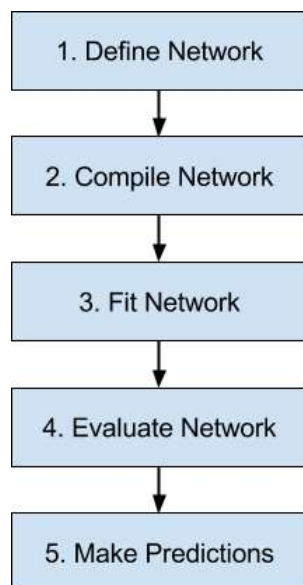 1. Define Network
2. Compile Network
3. Fit Network
4. Evaluate Network
5. Make Predictions